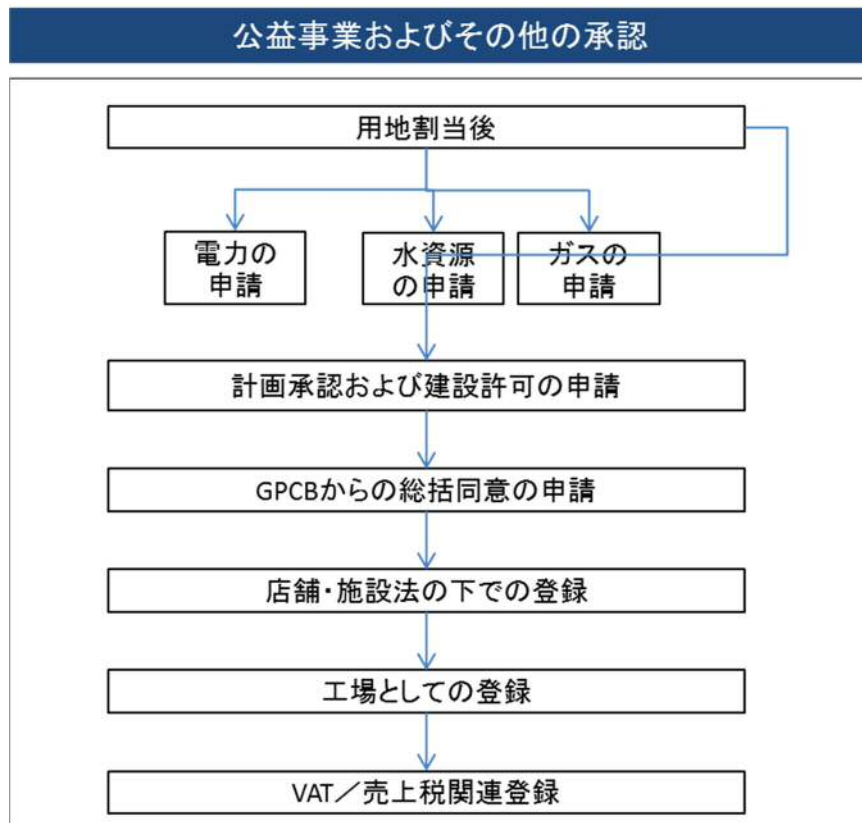 公益事業およびその他の承認
用地割当後
電力の
申請
水資源
の申請
ガスの
申請
計画承認および建設許可の申請
GPCBからの総括同意の申請
店舗・施設法の下での登録
工場としての登録
VAT／売上税関連登録